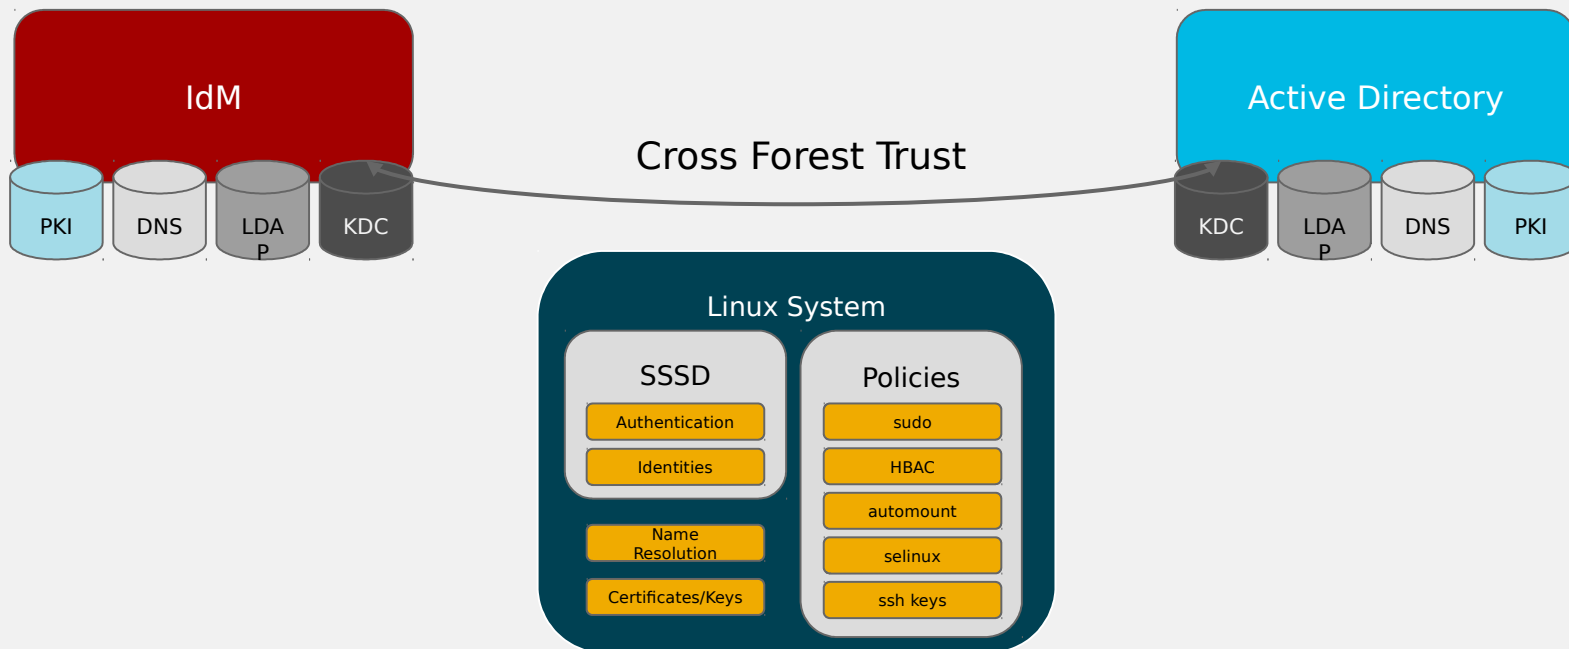 IdM
Active Directory
Cross Forest Trust
PKI
DNS
LDA
P
KDC
KDC
LDA
P
DNS
PKI
Linux System
SSSD
Authentication
Identities
Name
Resolution
Certificates/Keys
Policies
sudo
HBAC
automount
selinux
ssh keys